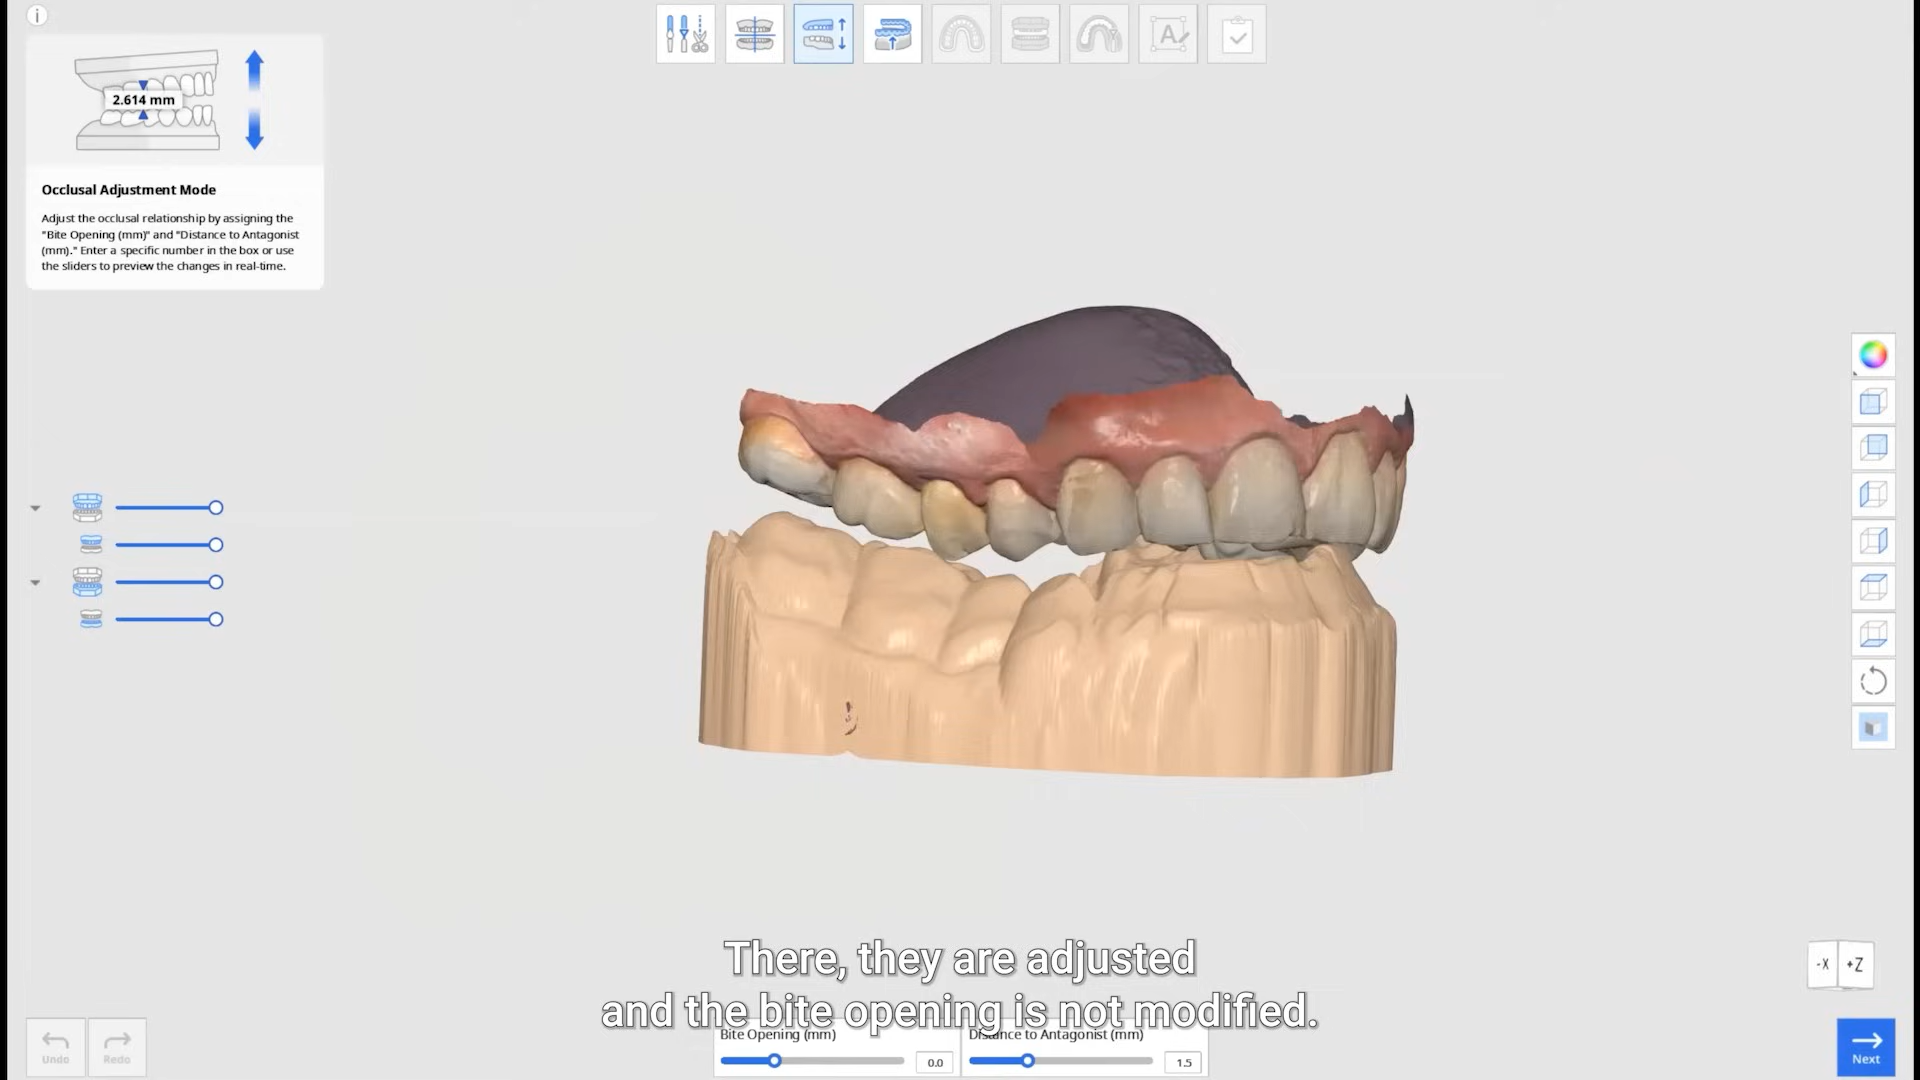 i
2.614 mm
Occlusal Adjustment Mode
Adjust the occlusal relationship by assigning the
"Bite Opening (mm)" and "Distance to Antagonist
(mm)." Enter a specific number in the box or use
the sliders to preview the changes in real-time.
A
-X +Z
There, they are adjusted
and the bite opening is not modified.
Bite Opening (mm) Distance to Antagonist (mm)
0.0 1.5
Undo Redo
Next